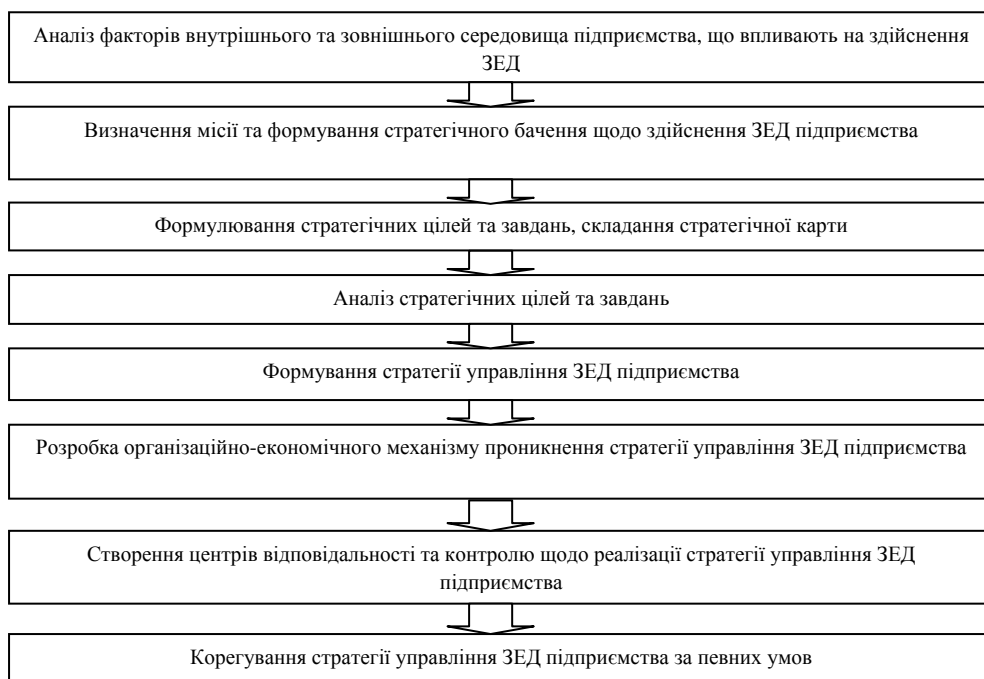 Аналіз факторів внутрішнього та зовнішнього середовища підприємства, що впливають на здійснення
ЗЕД
Визначення місії та формування стратегічного бачення щодо здійснення ЗЕД підприємства
Формулювання стратегічних цілей та завдань, складання стратегічної карти
Аналіз стратегічних цілей та завдань
Формування стратегії управління ЗЕД підприємства
Розробка організаційно-економічного механізму проникнення стратегії управління ЗЕД підприємства
Створення центрів відповідальності та контролю щодо реалізації стратегії управління ЗЕД
підприємства
Корегування стратегії управління ЗЕД підприємства за певних умов